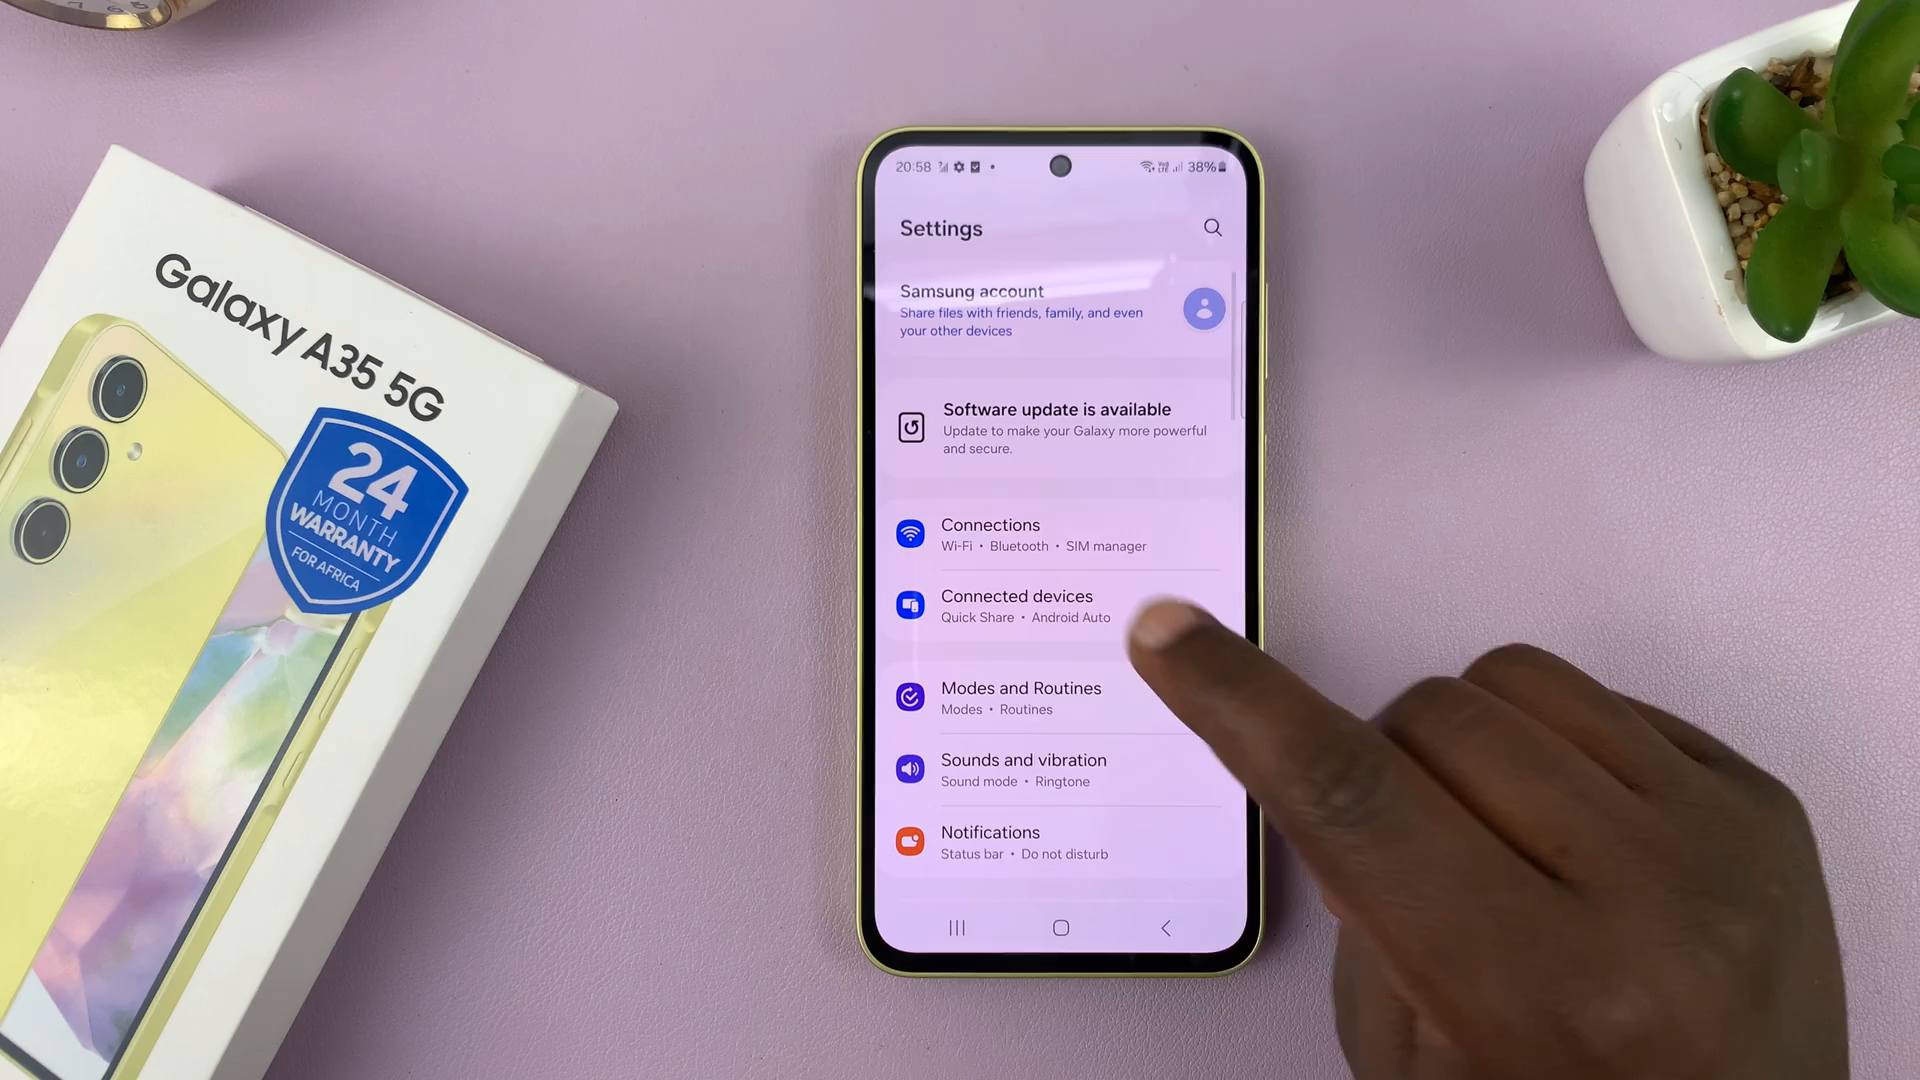 Galaxy A35 5G
24
MONTH
WARRANTY
FOR AFRICA
20:58
38%
Settings
Samsung account
Share files with friends, family, and even
your other devices
Software update is available
Update to make your Galaxy more powerful
and secure.
Connections
Wi-Fi • Bluetooth • SIM manager
Connected devices
Quick Share • Android Auto
Modes and Routines
Modes • Routines
Sounds and vibration
Sound mode • Ringtone
Notifications
Status bar • Do not disturb